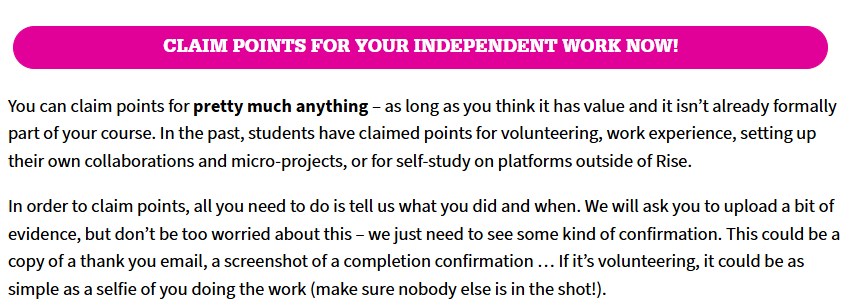 CLAIM POINTS FOR YOUR INDEPENDENT WORK NOW!
You can claim points for pretty much anything – as long as you think it has value and it isn’t already formally
part of your course. In the past, students have claimed points for volunteering, work experience, setting up
their own collaborations and micro-projects, or for self-study on platforms outside of Rise.
In order to claim points, all you need to do is tell us what you did and when. We will ask you to upload a bit of
evidence, but don’t be too worried about this – we just need to see some kind of confirmation. This could be a
copy of a thank you email, a screenshot of a completion confirmation … If it’s volunteering, it could be as
simple as a selfie of you doing the work (make sure nobody else is in the shot!).